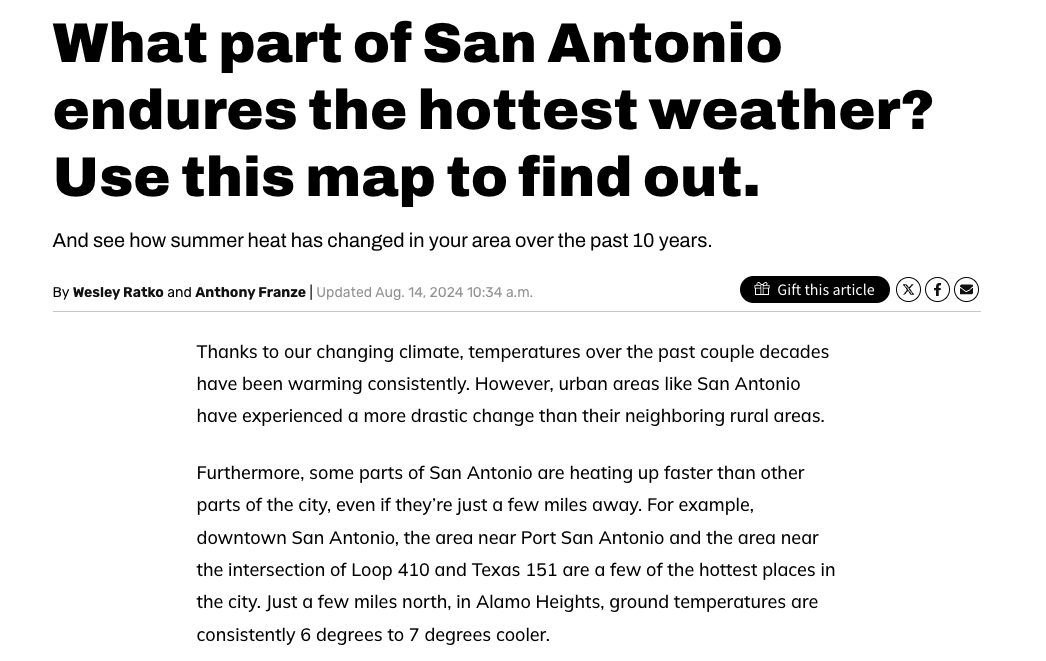 What part of San Antonio
endures the hottest weather?
Use this map to find out.
And see how summer heat has changed in your area over the past 10 years.
By Wesley Ratko and Anthony Franze | Updated Aug. 14, 2024 10:34 a.m.
Gift this article
Thanks to our changing climate, temperatures over the past couple decades
have been warming consistently. However, urban areas like San Antonio
have experienced a more drastic change than their neighboring rural areas.
Furthermore, some parts of San Antonio are heating up faster than other
parts of the city, even if they’re just a few miles away. For example,
downtown San Antonio, the area near Port San Antonio and the area near
the intersection of Loop 410 and Texas 151 are a few of the hottest places in
the city. Just a few miles north, in Alamo Heights, ground temperatures are
consistently 6 degrees to 7 degrees cooler.